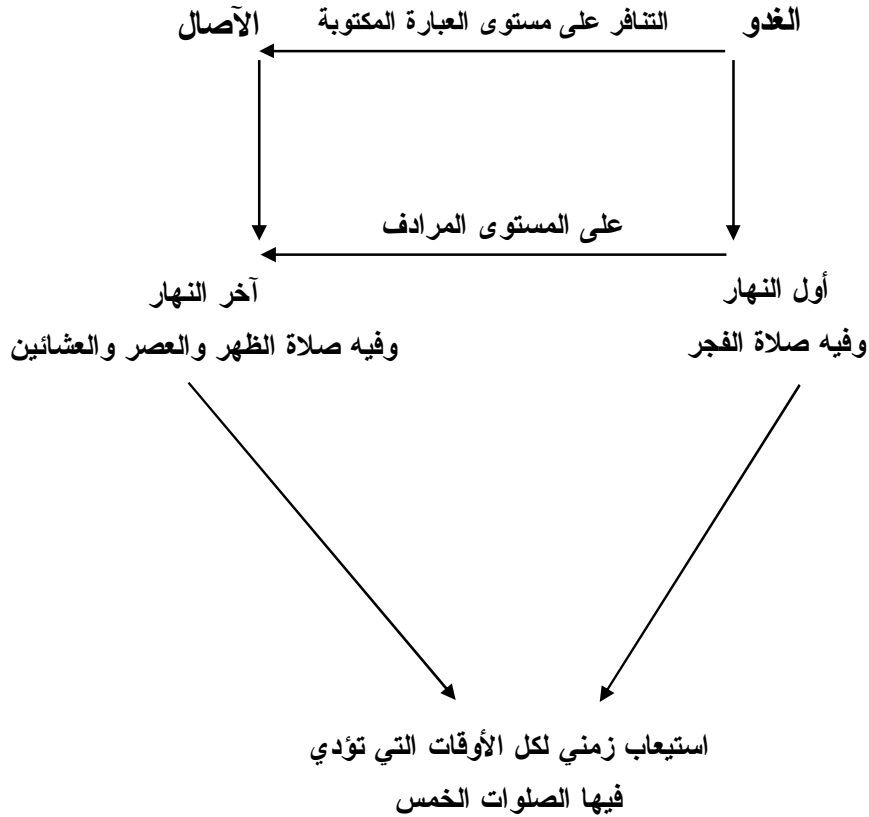 الغدو التنافر على مستوى العبارة المكتوبة الآصال
على المستوى المرادف
أول النهار آخر النهار
وفيه صلاة الفجر وفيه صلاة الظهر والعصر والعشائين
استيعاب زمني لكل الأوقات التي تؤدي
فيها الصلوات الخمس